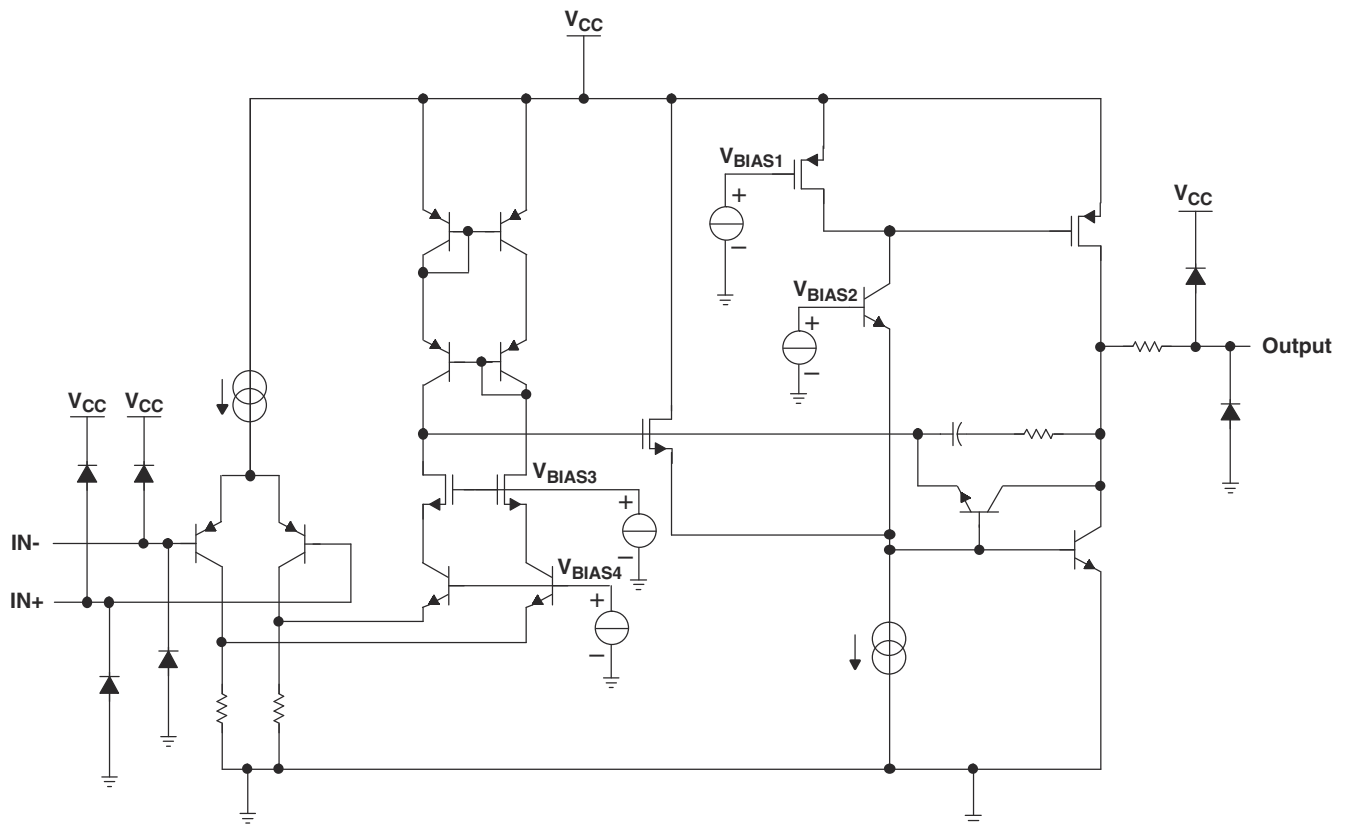 VCC
VBIAS1
+
−
VCC
VBIAS2
+
−
Output
VCC
VCC
VBIAS3
+
−
IN-
VBIAS4
IN+
+
−